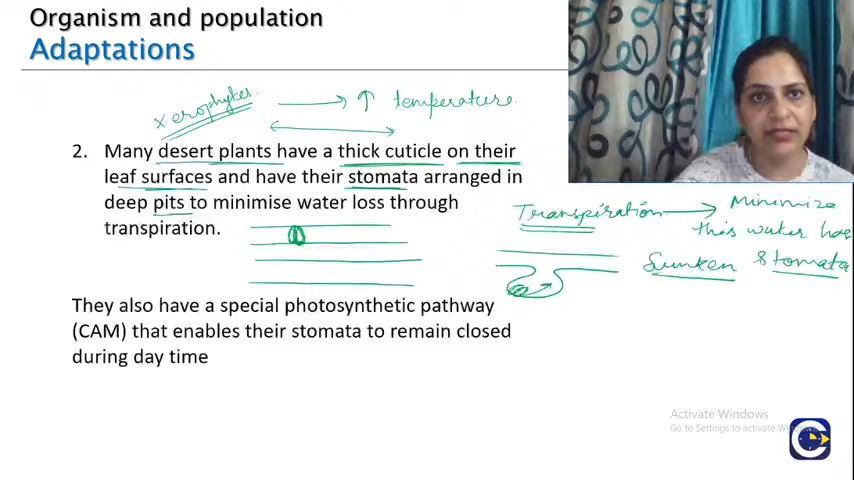 Organism and population
Adaptations
xerophytes → ↑ temperature.
2. Many desert plants have a thick cuticle on their
leaf surfaces and have their stomata arranged in
deep pits to minimise water loss through
transpiration.
Transpiration → Minimize
this water
Sunken Stomata
They also have a special photosynthetic pathway
(CAM) that enables their stomata to remain closed
during day time
Activate Windows
Go to Settings to activate